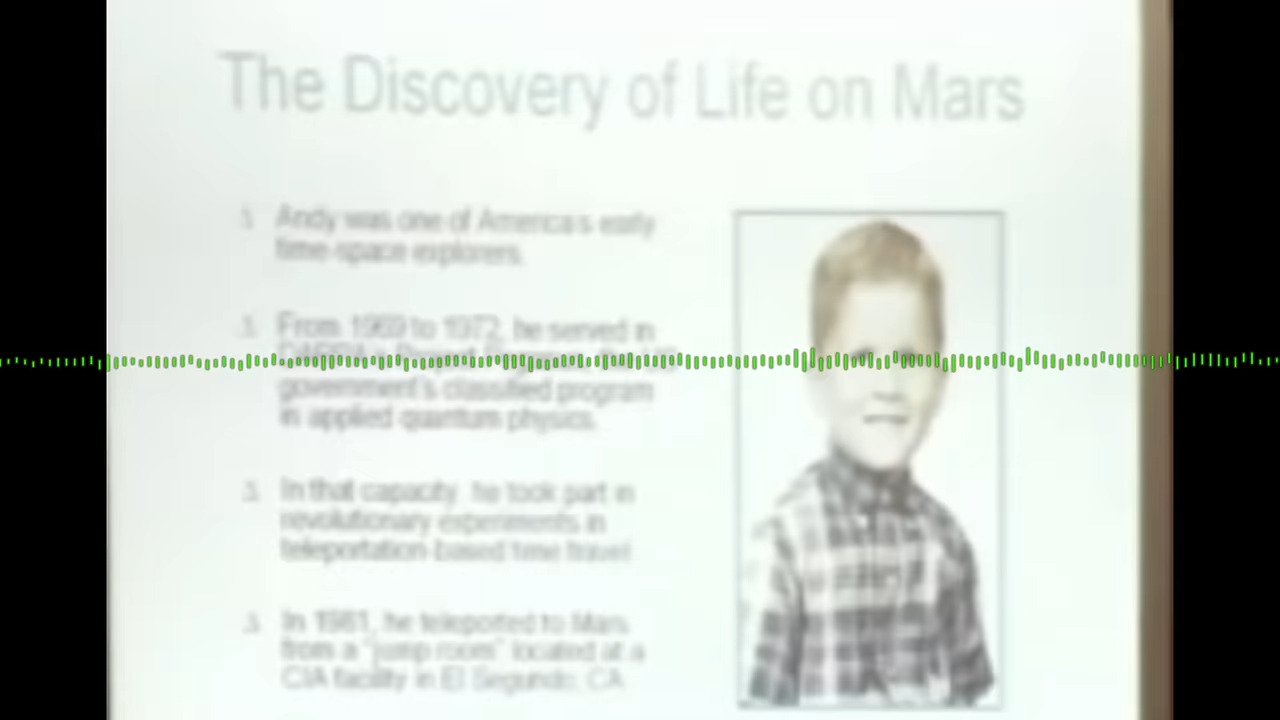 The Discovery of Life on Mars
Andy was one of America's early
time-space explorers.
From 1969 to 1972, he served in
government's classified program
in applied quantum physics.
In that capacity, he took part in
revolutionary experiments in
teleportation-based time travel
In 1981, he teleported to Mars
from a "jump room" located at a
CIA facility in El Segundo, CA